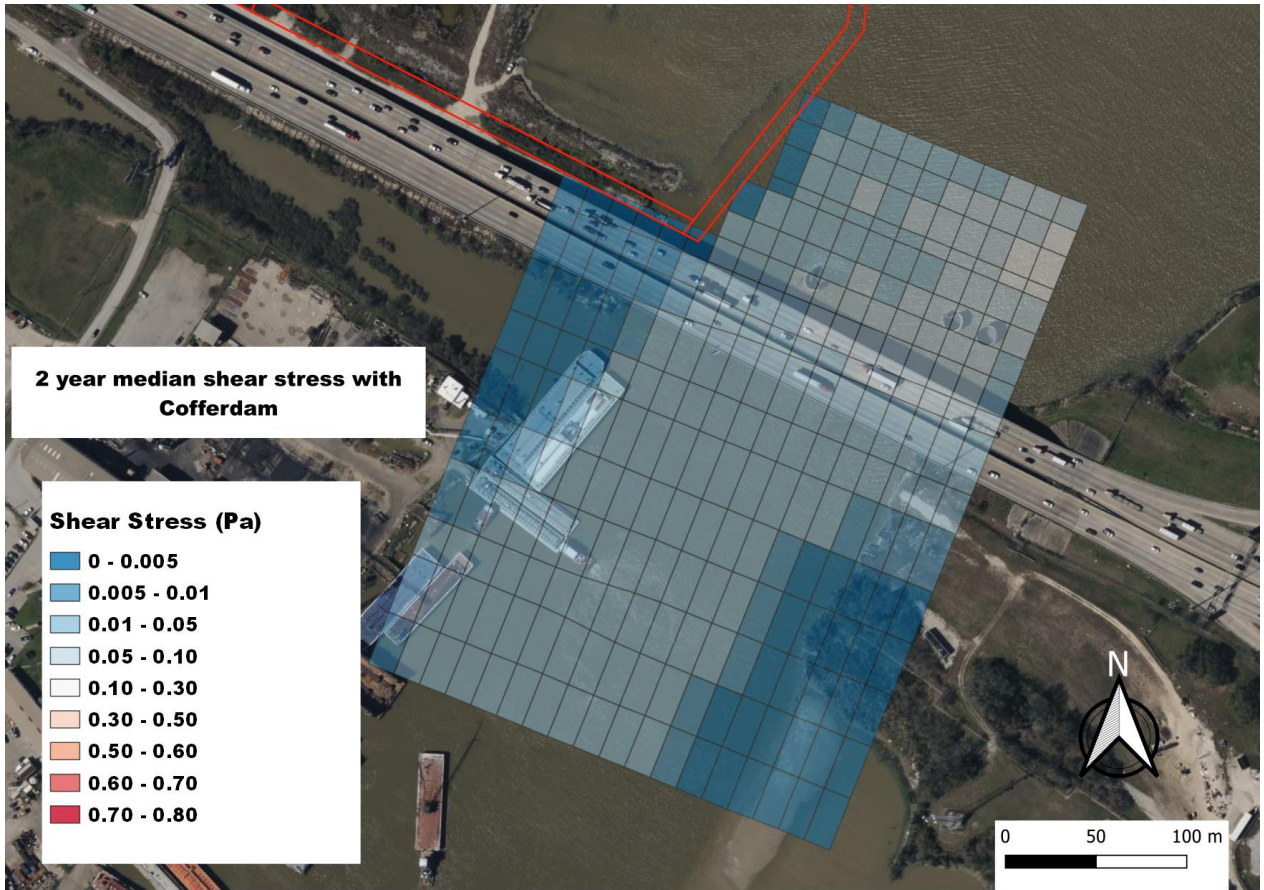 2 year median shear stress with
Cofferdam
Shear Stress (Pa)
0 - 0.005
0.005 - 0.01
0.01 - 0.05
0.05 - 0.10
0.10 - 0.30
0.30 - 0.50
0.50 - 0.60
0.60 - 0.70
0.70 - 0.80
N
0 50 100 m